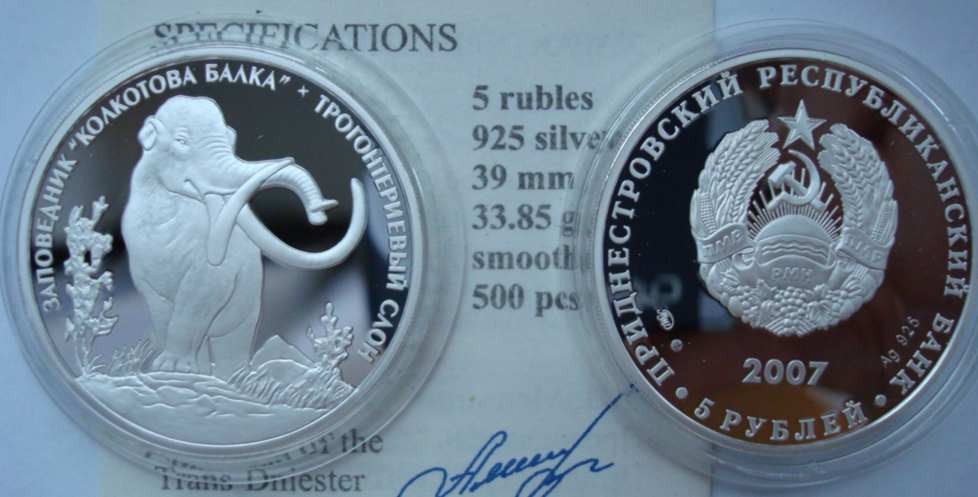 SPECIFICATIONS
5 rubles
925 silver
39 mm
33.85 g
smooth
500 pcs
of the
Trans-Dniester
ЗАПОВЕДНИК "КОЛКОТОВА БАЛКА" • ТРОГОНТЕРИЕВЫЙ СЛОН
ПРИДНЕСТРОВСКИЙ РЕСПУБЛИКАНСКИЙ БАНК
ПМР
РМН
2007
Ag 925
• 5 РУБЛЕЙ •